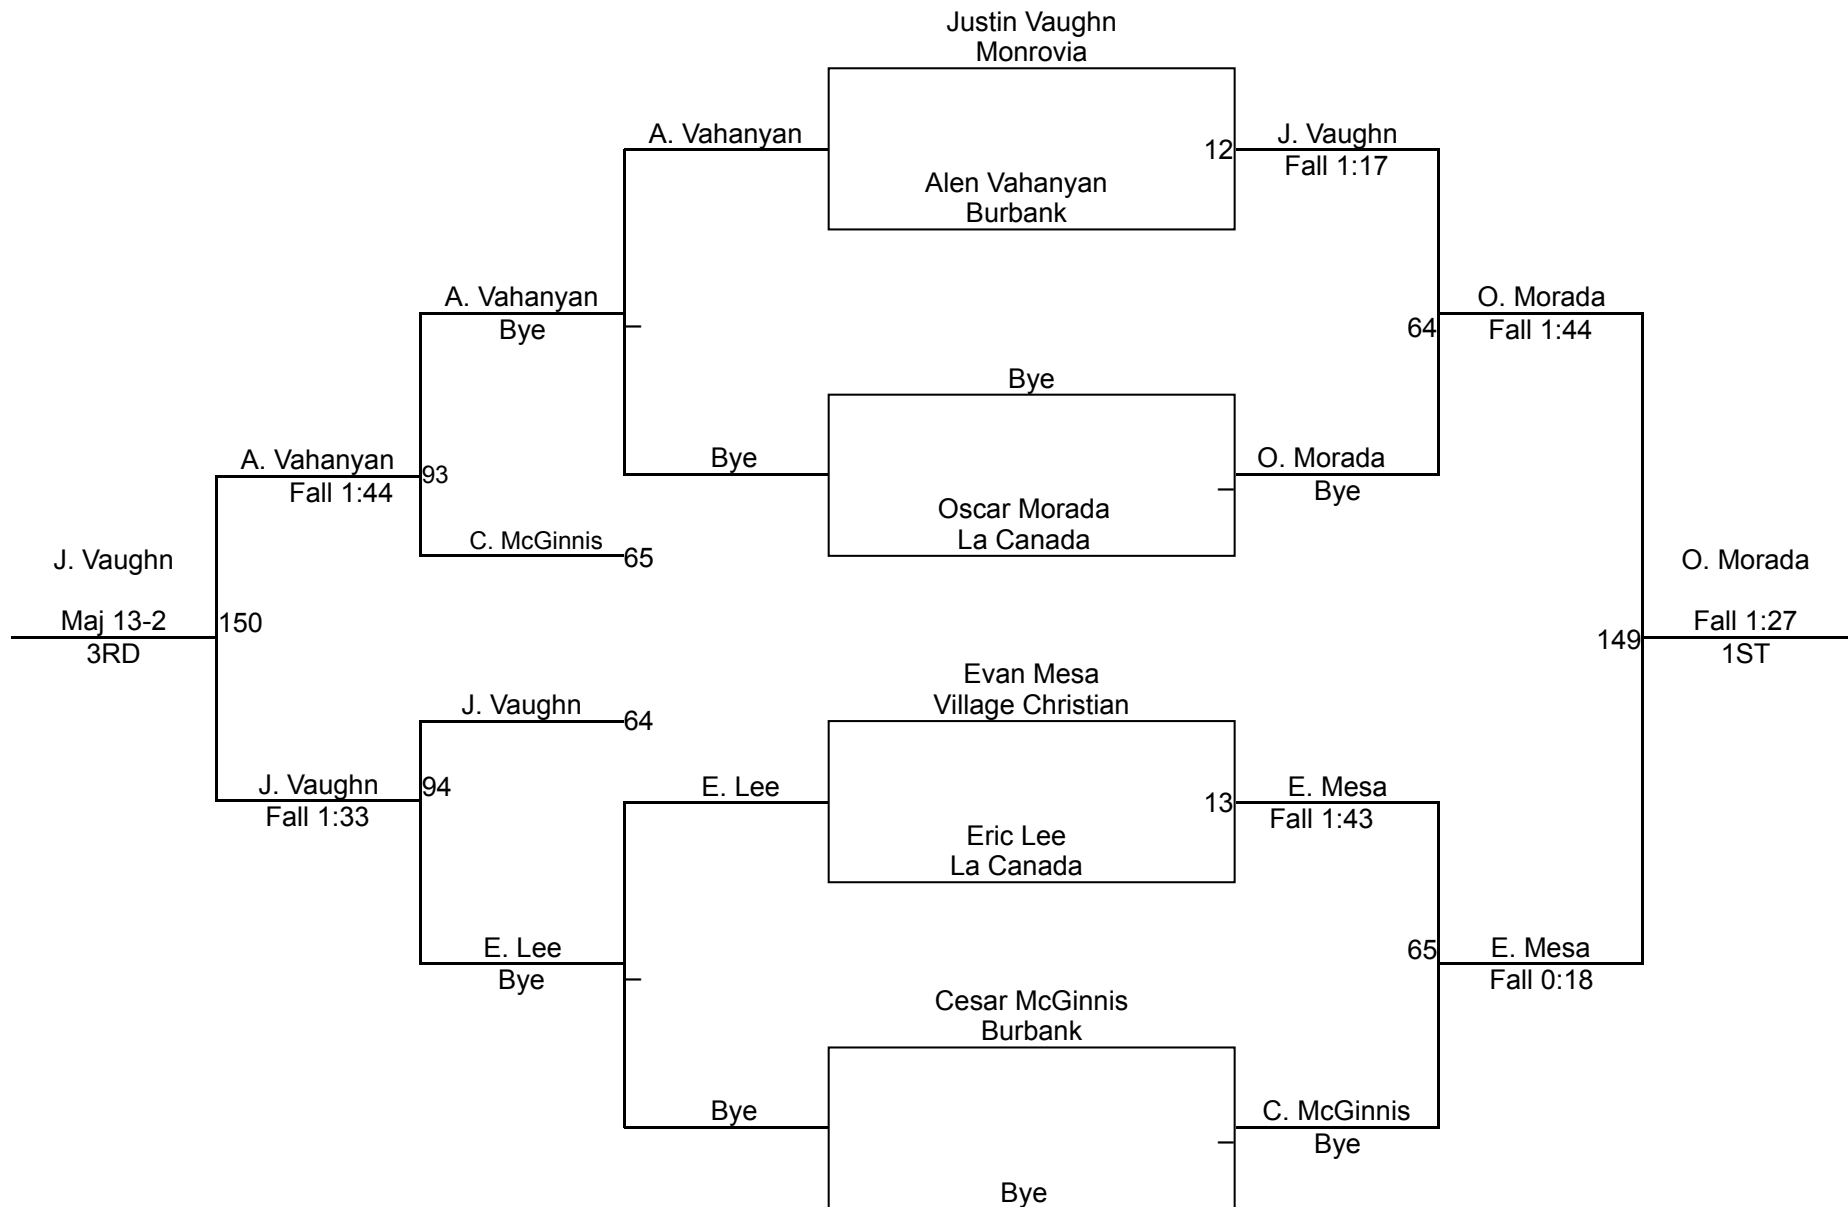 Justin Vaughn
Monrovia
A. Vahanyan
12
J. Vaughn
Fall 1:17
Alen Vahanyan
Burbank
A. Vahanyan
Bye
O. Morada
64
Fall 1:44
Bye
A. Vahanyan
93
Fall 1:44
Bye
O. Morada
Bye
Oscar Morada
La Canada
C. McGinnis
65
J. Vaughn
O. Morada
Maj 13-2
150
3RD
Fall 1:27
149
1ST
Evan Mesa
Village Christian
J. Vaughn
64
J. Vaughn
94
Fall 1:33
E. Lee
13
E. Mesa
Fall 1:43
Eric Lee
La Canada
E. Lee
Bye
65
E. Mesa
Fall 0:18
Cesar McGinnis
Burbank
Bye
C. McGinnis
Bye
Bye